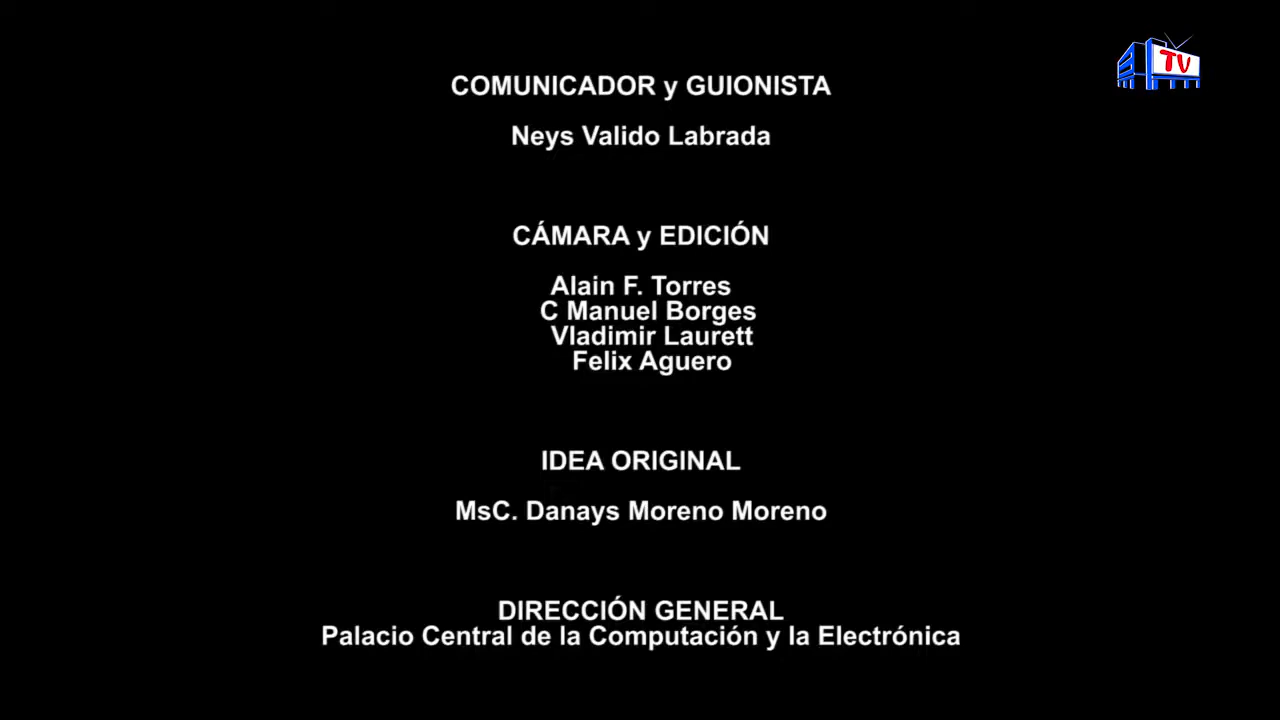 TV
COMUNICADOR y GUIONISTA
Neys Valido Labrada
CÁMARA y EDICIÓN
Alain F. Torres
C Manuel Borges
Vladimir Laurett
Felix Aguero
IDEA ORIGINAL
MsC. Danays Moreno Moreno
DIRECCIÓN GENERAL
Palacio Central de la Computación y la Electrónica